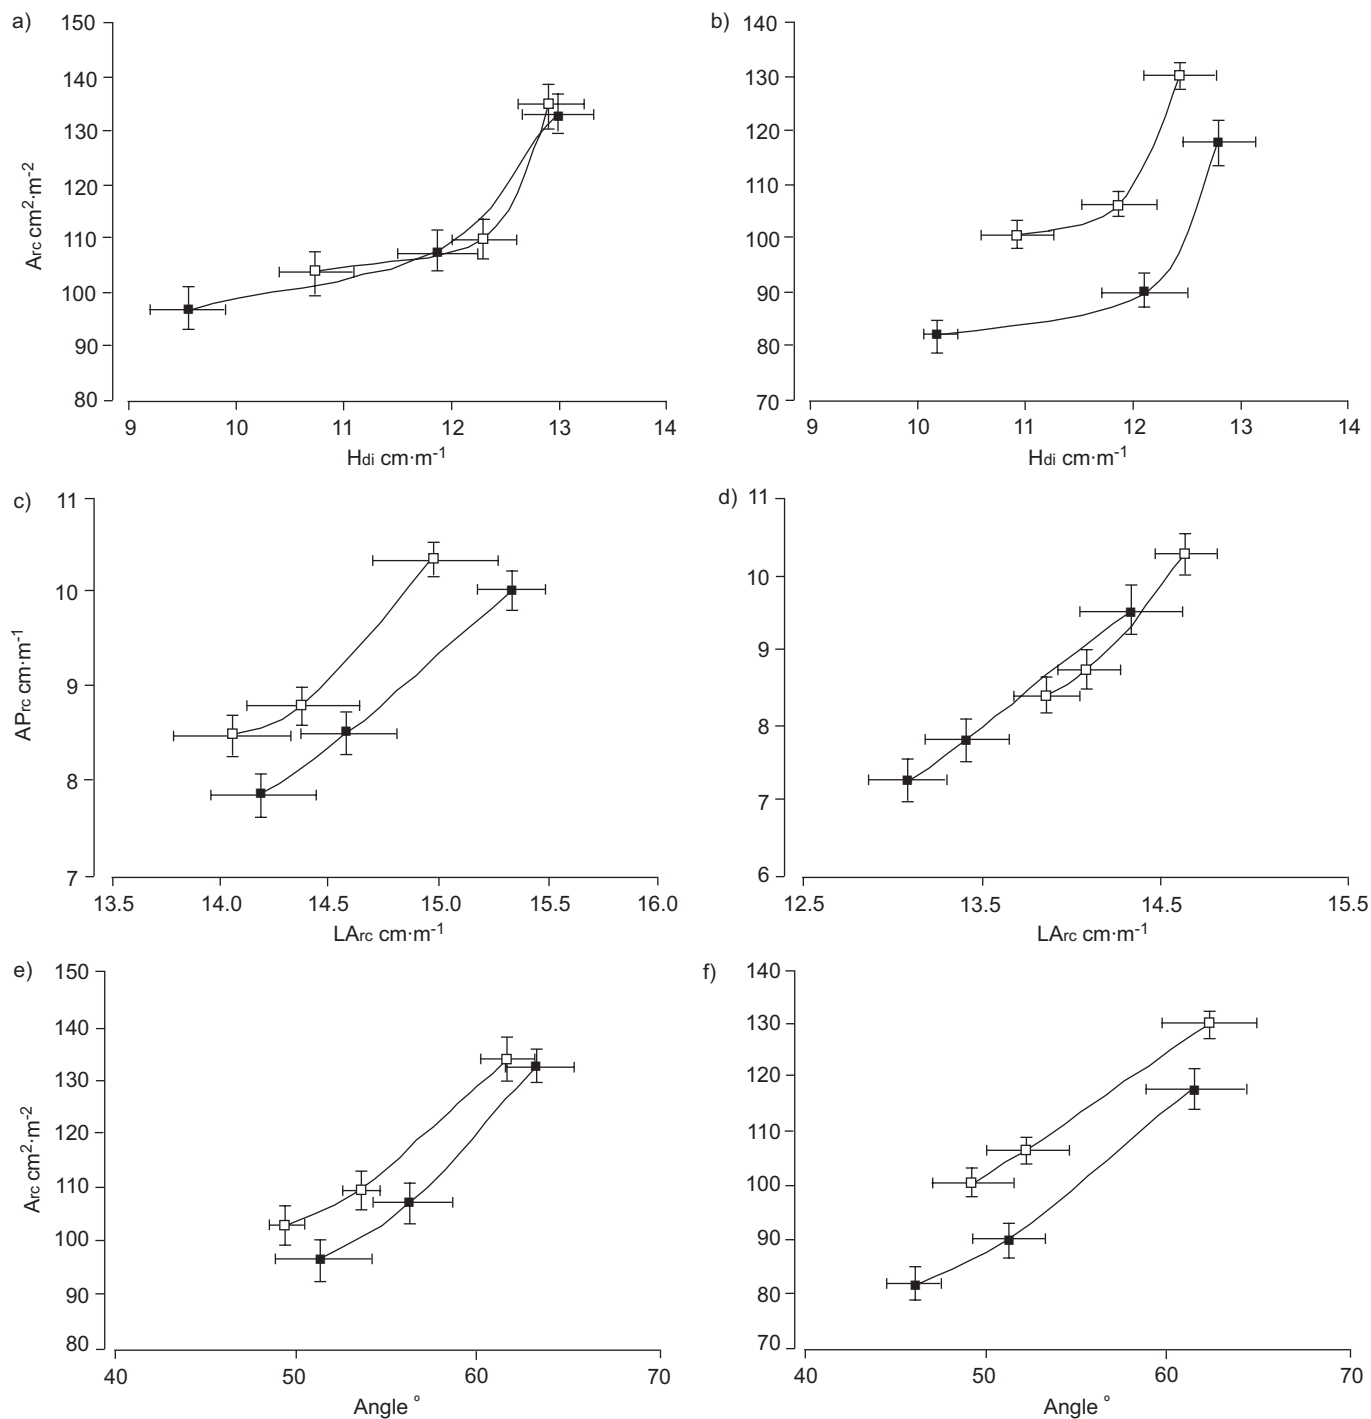 a)
150
140
130
120
110
100
90
80
Arc cm²·m⁻²
9 10 11 12 13 14
Hdi cm·m⁻¹
b)
140
130
120
110
100
90
80
70
9 10 11 12 13 14
Hdi cm·m⁻¹
c)
11
10
9
8
7
APrc cm·m⁻¹
13.5 14.0 14.5 15.0 15.5 16.0
LArc cm·m⁻¹
d)
11
10
9
8
7
6
12.5 13.5 14.5 15.5
LArc cm·m⁻¹
e)
150
140
130
120
110
100
90
80
Arc cm²·m⁻²
40 50 60 70
Angle °
f)
140
130
120
110
100
90
80
70
40 50 60 70
Angle °